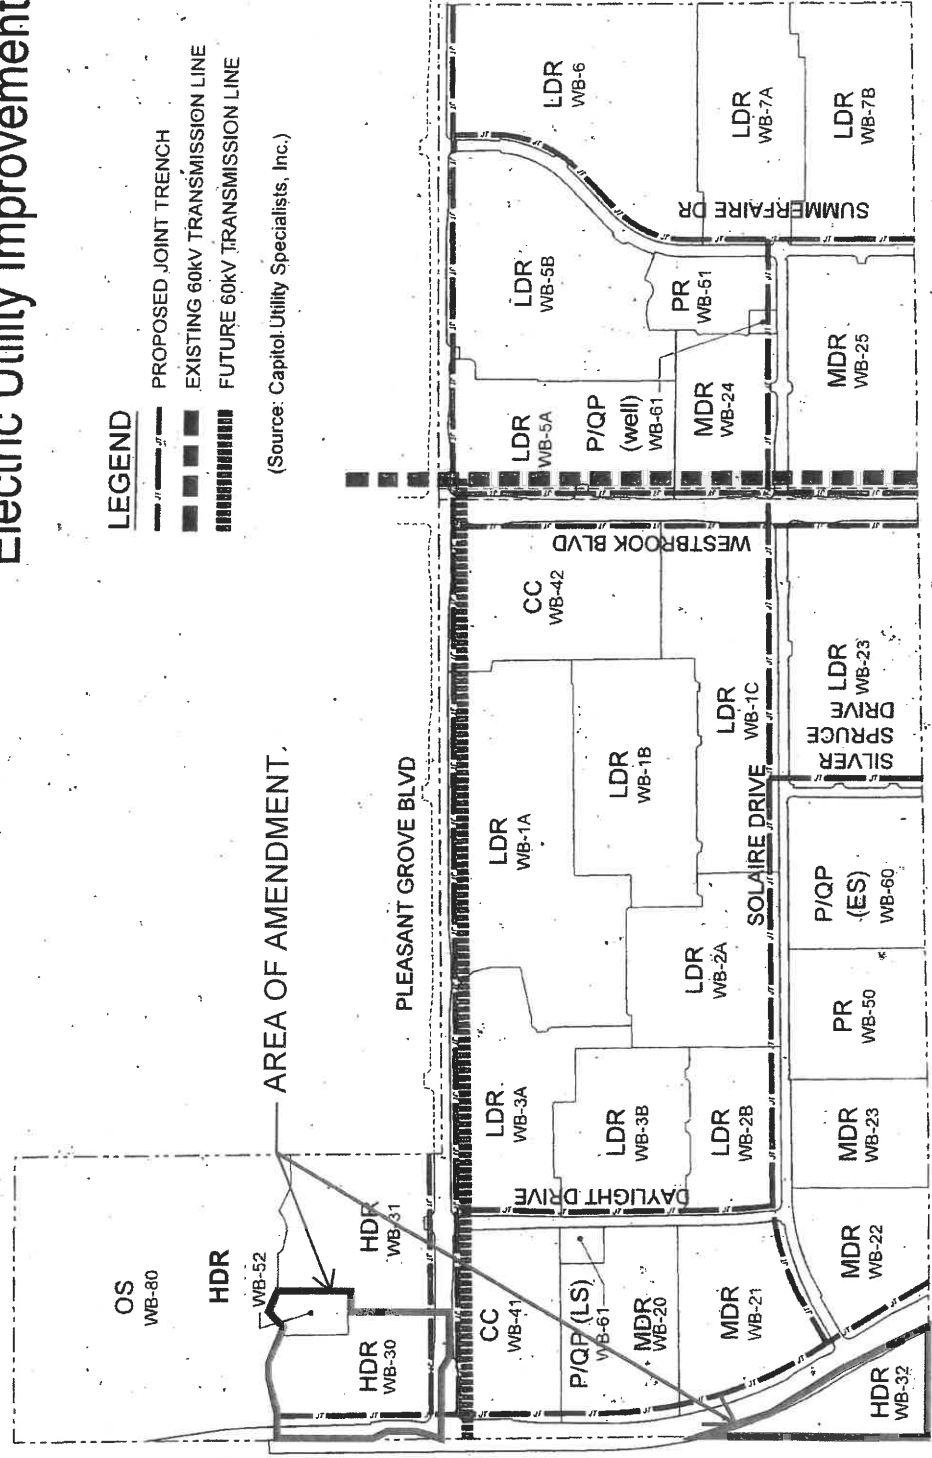 Electric Utility Improvement
LEGEND
PROPOSED JOINT TRENCH
EXISTING 60kV TRANSMISSION LINE
FUTURE 60kV TRANSMISSION LINE
(Source: Capitol Utility Specialists, Inc.)
AREA OF AMENDMENT
PLEASANT GROVE BLVD
OS
WB-80
HDR
WB-52
HDR
WB-31
HDR
WB-30
CC
WB-41
P/QP (LS)
WB-61
MDR
WB-20
MDR
WB-21
MDR
WB-22
HDR
WB-32
DAYLIGHT DRIVE
LDR
WB-3A
LDR
WB-3B
LDR
WB-2B
MDR
WB-23
LDR
WB-1A
LDR
WB-1B
LDR
WB-2A
PR
WB-50
P/QP
(ES)
WB-60
SOLAIRE DRIVE
LDR
WB-1C
CC
WB-42
WESTBROOK BLVD
SILVER
SPRUCE
DRIVE
LDR
WB-23
LDR
WB-5A
P/QP
(well)
WB-61
MDR
WB-24
MDR
WB-25
LDR
WB-5B
PR
WB-51
SUMMERFAIRE DR
LDR
WB-6
LDR
WB-7A
LDR
WB-7B